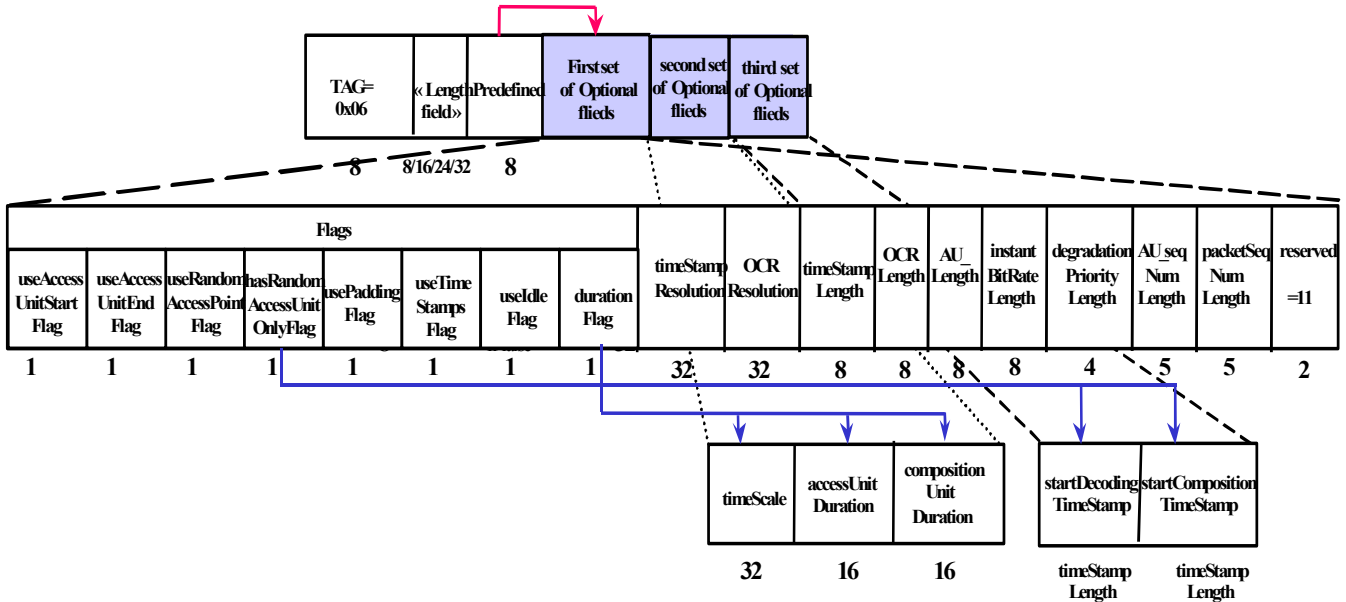 TAG=
0x06
« Length
field»
Predefined
First set
of Optional
flieds
second set
of Optional
flieds
third set
of Optional
flieds
8
8/16/24/32
8
Flags
useAccess
UnitStart
Flag
useAccess
UnitEnd
Flag
useRandom
AccessPoint
Flag
hasRandom
AccessUnit
OnlyFlag
usePadding
Flag
useTime
Stamps
Flag
useIdle
Flag
duration
Flag
timeStamp
Resolution
OCR
Resolution
timeStamp
Length
OCR
Length
AU_
Length
instant
BitRate
Length
degradation
Priority
Length
AU_seq
Num
Length
packetSeq
Num
Length
reserved
=11
1
1
1
1
1
1
1
1
32
32
8
8
8
8
4
5
5
2
timeScale
accessUnit
Duration
composition
Unit
Duration
startDecoding
TimeStamp
startComposition
TimeStamp
32
16
16
timeStamp
Length
timeStamp
Length